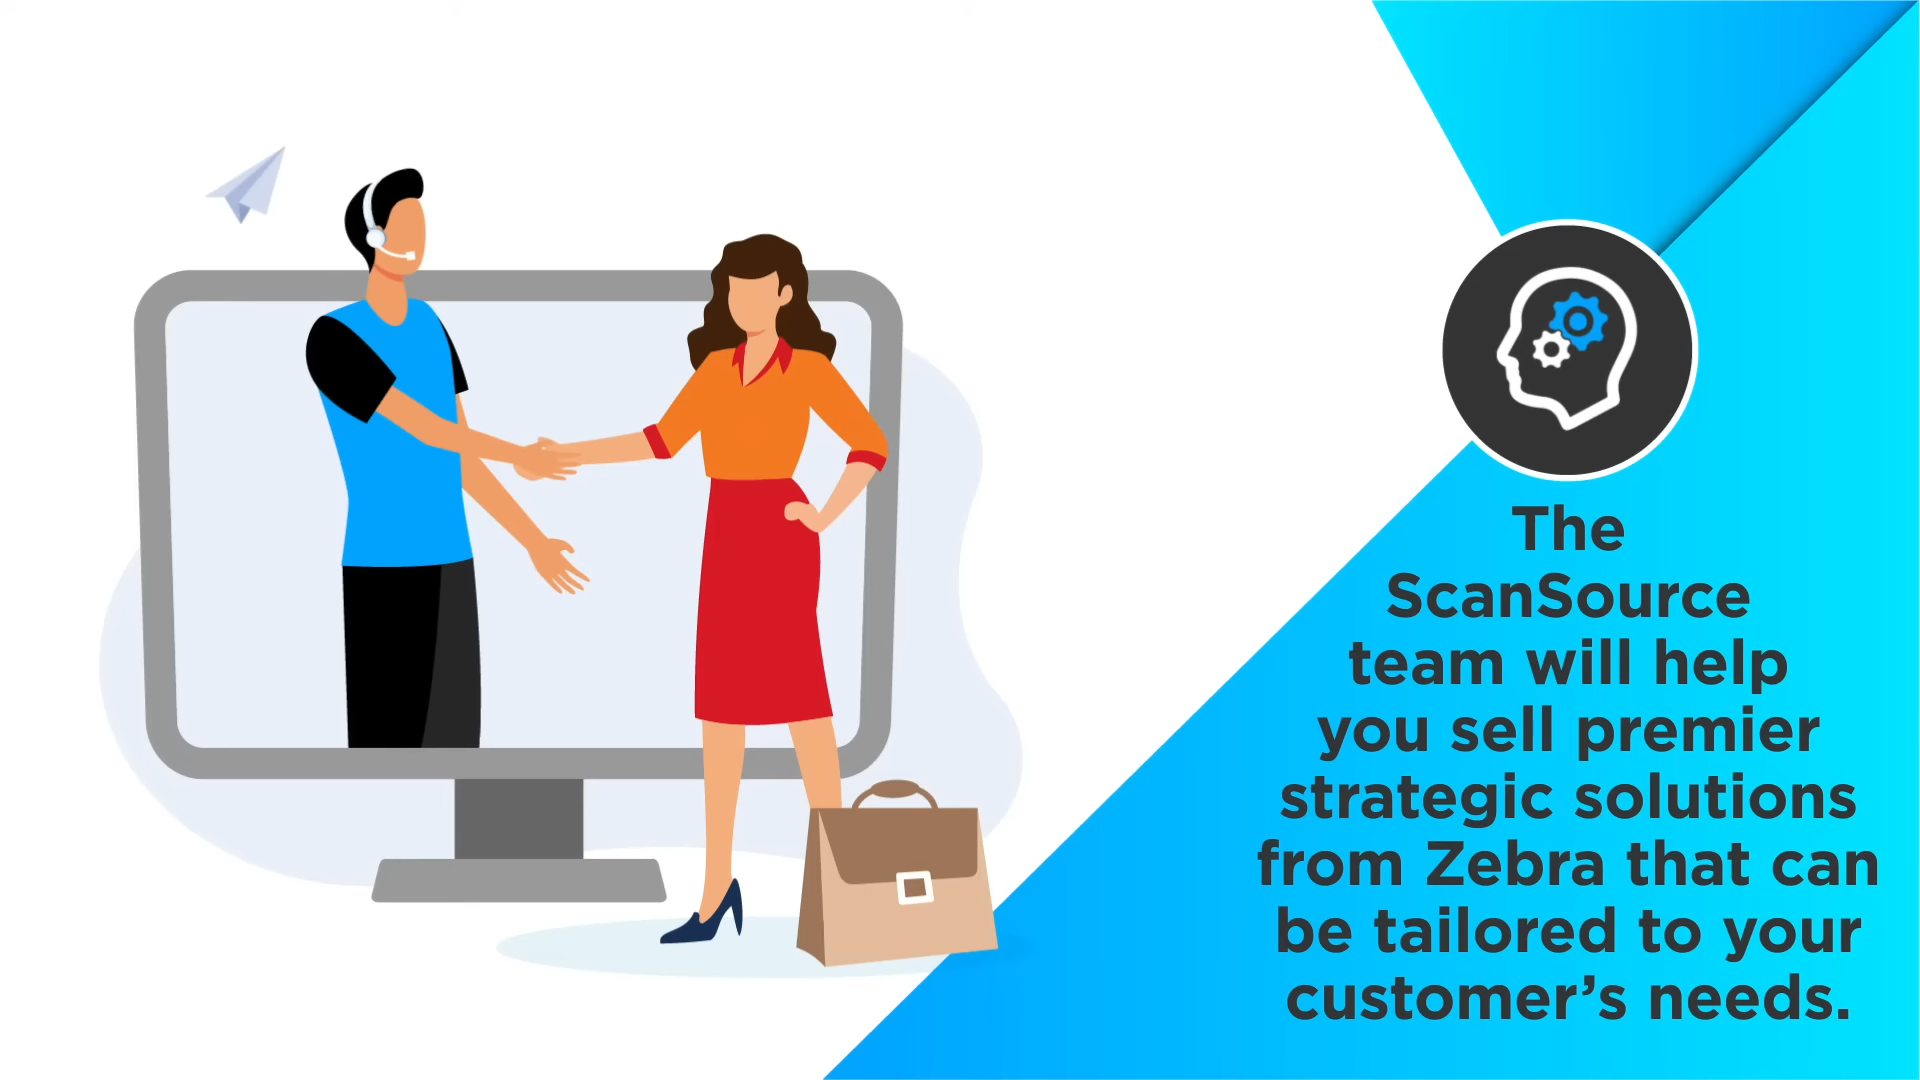 The
ScanSource
team will help
you sell premier
strategic solutions
from Zebra that can
be tailored to your
customer’s needs.